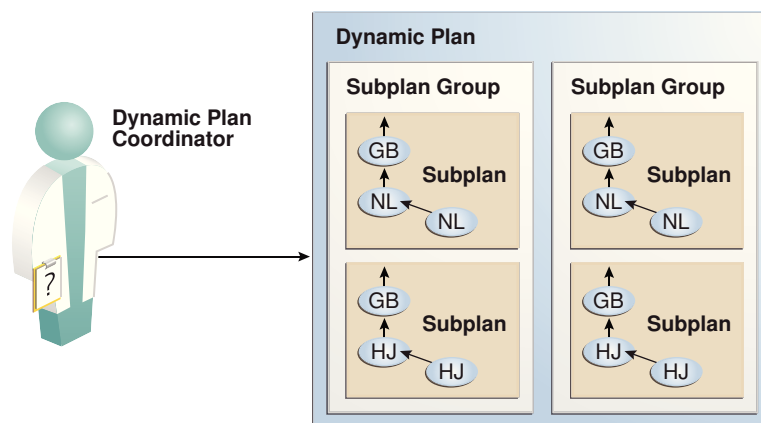 Dynamic Plan
Dynamic Plan
Coordinator
?
Subplan Group
GB
Subplan
NL
NL
GB
Subplan
HJ
HJ
Subplan Group
GB
Subplan
NL
NL
GB
Subplan
HJ
HJ